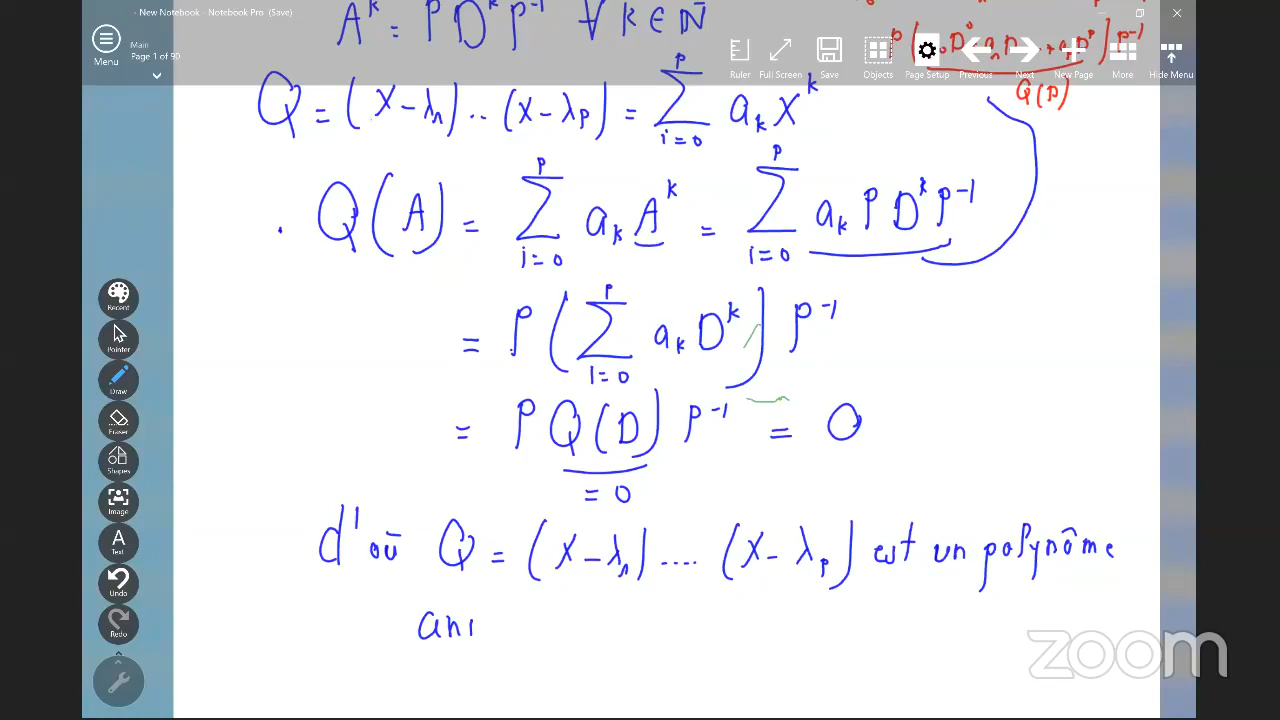 New Notebook - Notebook Pro (Save)
Menu
Main
Page 1 of 90
Ruler Full Screen Save Objects Page Setup Previous Next New Page More Hide Menu
A^k = P D^k P^-1 ∀ k ∈ ℕ
Q(P)
Q = (X-λ_1) .. (X-λ_p) = Σ_{i=0}^{p} a_k X^k
. Q(A) = Σ_{i=0}^{p} a_k A^k = Σ_{i=0}^{p} a_k P D^k P^-1
= P ( Σ_{i=0}^{p} a_k D^k ) P^-1
= P Q(D) P^-1 = 0
= 0
d'où Q = (X-λ_1) .... (X-λ_p) est un polynôme
ani
Recent
Pointer
Draw
Eraser
Shapes
Image
Text
Undo
Redo
zoom